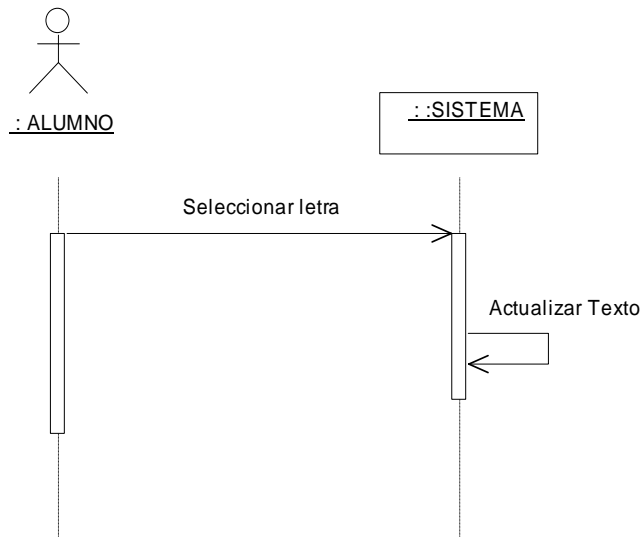 : ALUMNO
: :SISTEMA
Seleccionar letra
Actualizar Texto